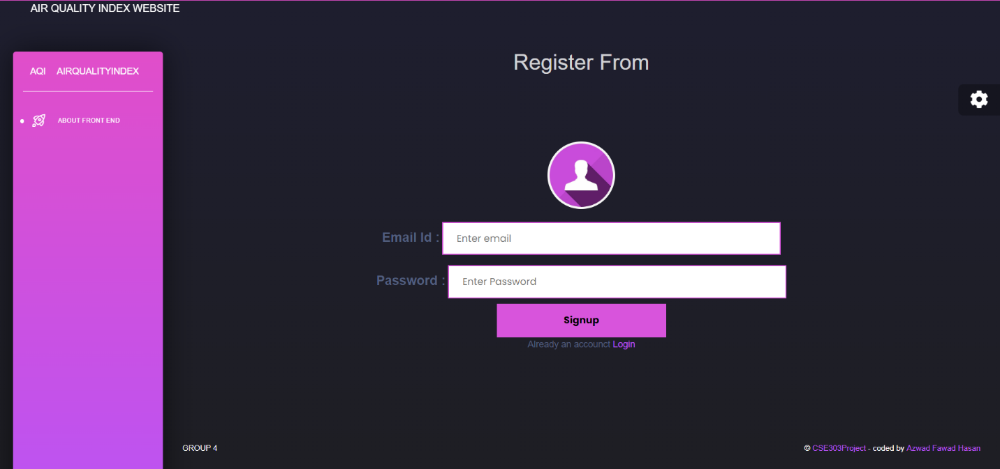 AIR QUALITY INDEX WEBSITE
AQI AIRQUALITYINDEX
ABOUT FRONT END
Register From
Email Id : Enter email
Password : Enter Password
Signup
Already an accounct Login
GROUP 4
© CSE303Project - coded by Azwad Fawad Hasan